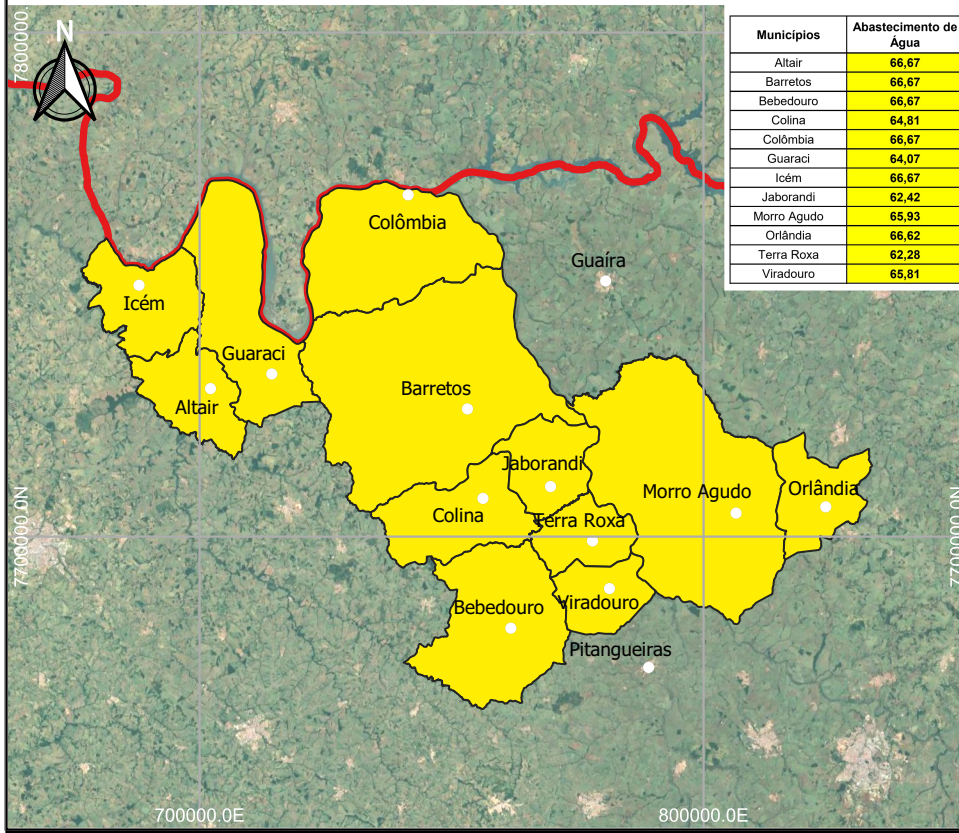 7800000.
N
Municípios Abastecimento de Água
Altair 66,67
Barretos 66,67
Bebedouro 66,67
Colina 64,81
Colômbia 66,67
Guaraci 64,07
Icém 66,67
Jaborandi 62,42
Morro Agudo 65,93
Orlândia 66,62
Terra Roxa 62,28
Viradouro 65,81
Colômbia
Guaíra
Icém
Guaraci
Altair
Barretos
Jaborandi
Morro Agudo
Orlândia
Colina
Terra Roxa
Bebedouro
Viradouro
Pitangueiras
7700000.0N
7700000.0N
700000.0E
800000.0E